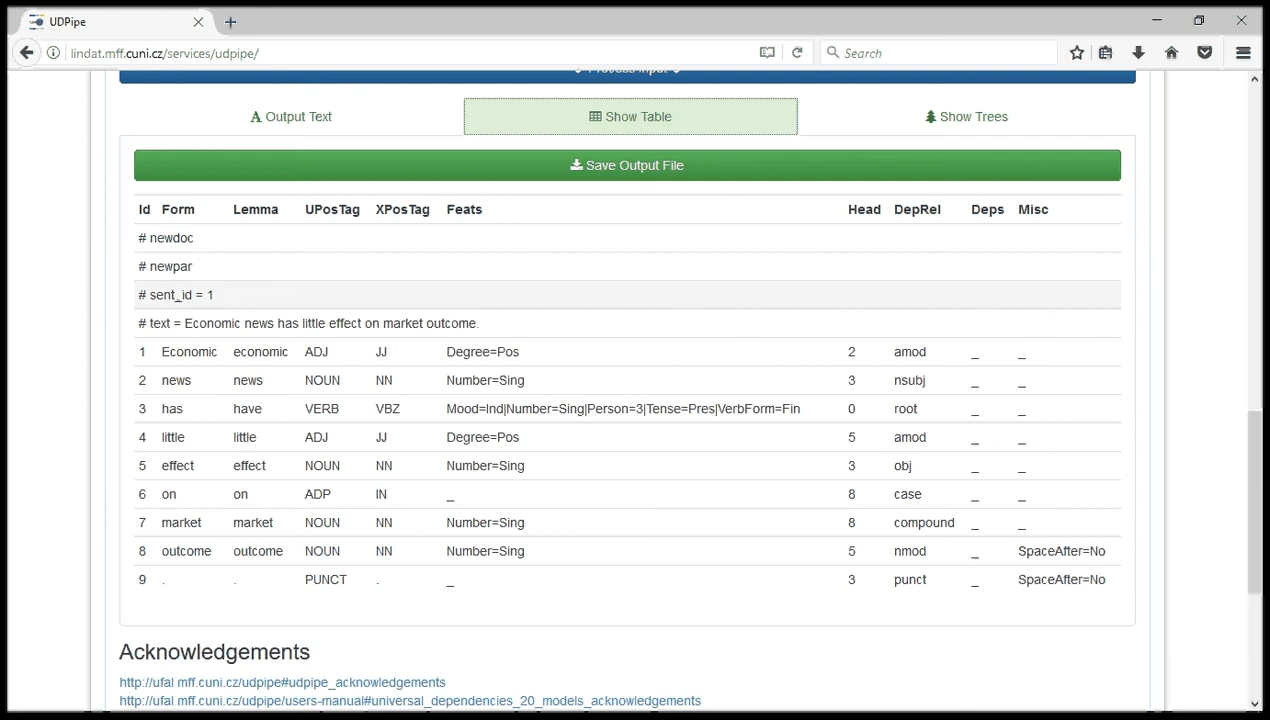 UDPipe
lindat.mff.cuni.cz/services/udpipe/
Search
Process Input
Output Text
Show Table
Show Trees
Save Output File
Id Form Lemma UPosTag XPosTag Feats Head DepRel Deps Misc
# newdoc
# newpar
# sent_id = 1
# text = Economic news has little effect on market outcome.
1 Economic economic ADJ JJ Degree=Pos 2 amod _ _
2 news news NOUN NN Number=Sing 3 nsubj _ _
3 has have VERB VBZ Mood=Ind|Number=Sing|Person=3|Tense=Pres|VerbForm=Fin 0 root _ _
4 little little ADJ JJ Degree=Pos 5 amod _ _
5 effect effect NOUN NN Number=Sing 3 obj _ _
6 on on ADP IN _ 8 case _ _
7 market market NOUN NN Number=Sing 8 compound _ _
8 outcome outcome NOUN NN Number=Sing 5 nmod _ SpaceAfter=No
9 . . PUNCT . _ 3 punct _ SpaceAfter=No
Acknowledgements
http://ufal.mff.cuni.cz/udpipe#udpipe_acknowledgements
http://ufal.mff.cuni.cz/udpipe/users-manual#universal_dependencies_20_models_acknowledgements